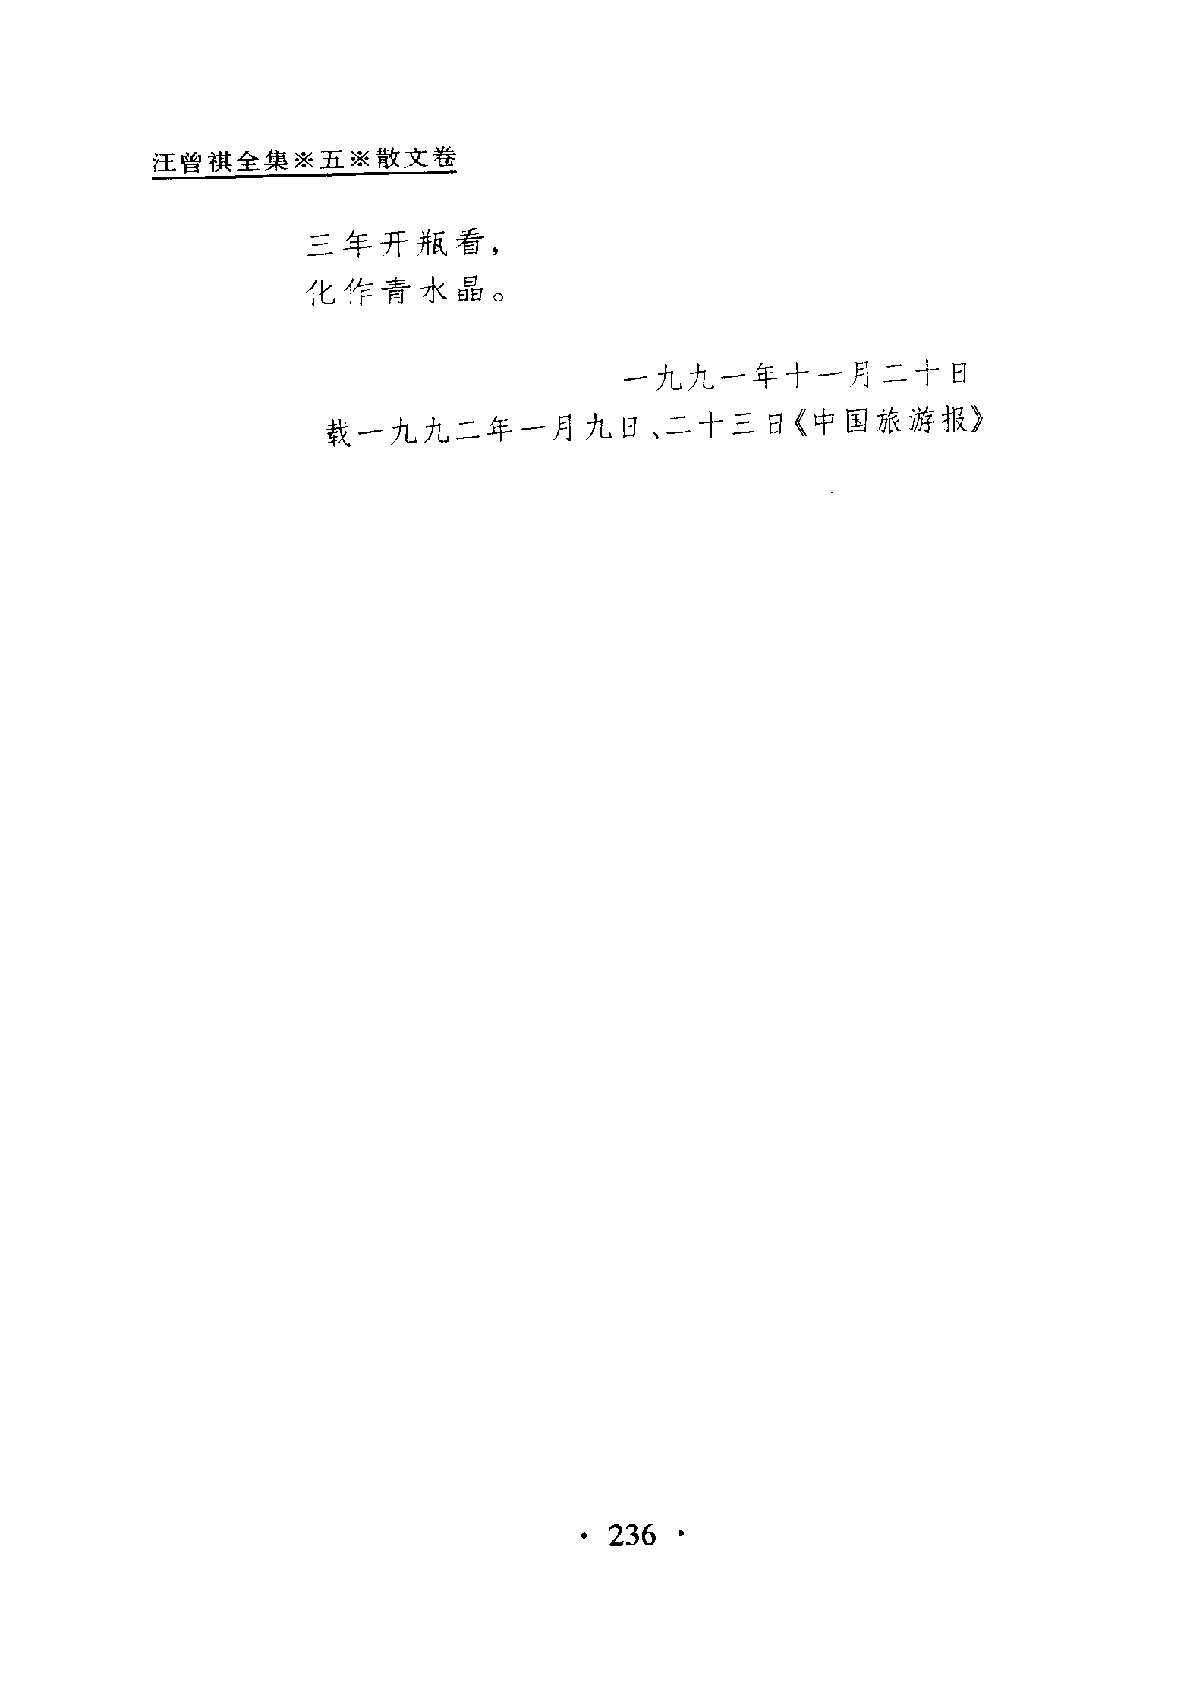 汪曾祺全集※五※散文卷
三年开瓶看，
化作青水晶。
一九九一年十一月二十日
载一九九二年一月九日、二十三日《中国旅游报》
· 236 ·